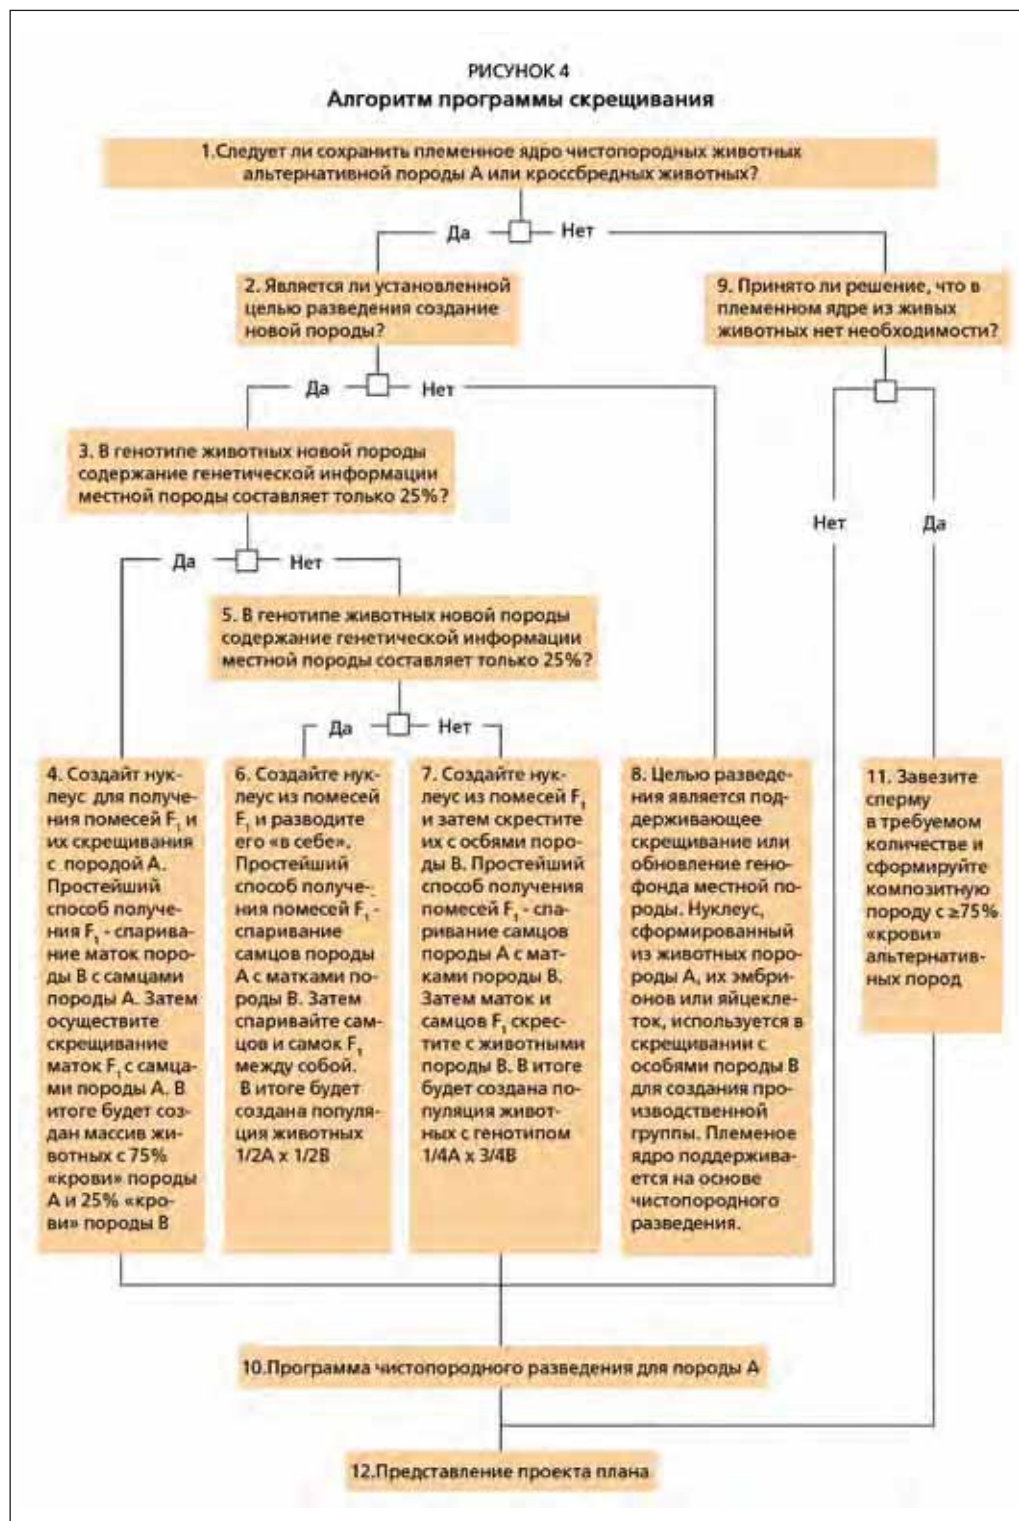 РИСУНОК 4
Алгоритм программы скрещивания
1.Следует ли сохранить племенное ядро чистопородных животных
альтернативной породы А или кроссбредных животных?
Да
Нет
2. Является ли установленной
целью разведения создание
новой породы?
9. Принято ли решение, что в
племенном ядре из живых
животных нет необходимости?
Да
Нет
3. В генотипе животных новой породы
содержание генетической информации
местной породы составляет только 25%?
Нет
Да
Да
Нет
5. В генотипе животных новой породы
содержание генетической информации
местной породы составляет только 25%?
Да
Нет
4. Создайт нук-
леус для получе-
ния помесей F₁ и
их скрещивания
с породой А.
Простейший
способ получе-
ния F₁ - спарива-
ние маток поро-
ды В с самцами
породы А. Затем
осуществите
скрещивание
маток F₁ с самца-
ми породы А. В
итоге будет соз-
дан массив жи-
вотных с 75%
«крови» породы
А и 25% «кро-
ви» породы В
6. Создайте нук-
леус из помесей
F₁ и разводите
его «в себе».
Простейший
способ получе-
ния помесей F₁ -
спаривание
самцов породы
А с матками по-
роды В. Затем
спаривайте сам-
цов и самок F₁
между собой.
В итоге будет
создана популя-
ция животных
1/2А х 1/2В
7. Создайте нук-
леус из помесей F₁
и затем скрестите
их с осбями поро-
ды В. Простейший
способ получения
помесей F₁ - спа-
ривание самцов
породы А с мат-
ками породы В.
Затем маток и
самцов F₁ скрес-
тите с животными
породы В. В итоге
будет создана по-
пуляция живот-
ных с генотипом
1/4А х 3/4В
8. Целью разведе-
ния является под-
держивающее
скрещивание или
обновление гено-
фонда местной по-
роды. Нуклеус,
сформированный
из животных поро-
роды А, их эмбри-
онов или яйцекле-
ток, используется в
скрещивании с
особями породы В
для создания про-
изводственной
группы. Племеное
ядро поддержива-
ется на основе
чистопородного
разведения.
11. Завезите
сперму
в требуемом
количестве и
сформируйте
композитную
породу с ≥75%
«крови»
альтернатив-
ных пород
10.Программа чистопородного разведения для породы А
12.Представление проекта плана